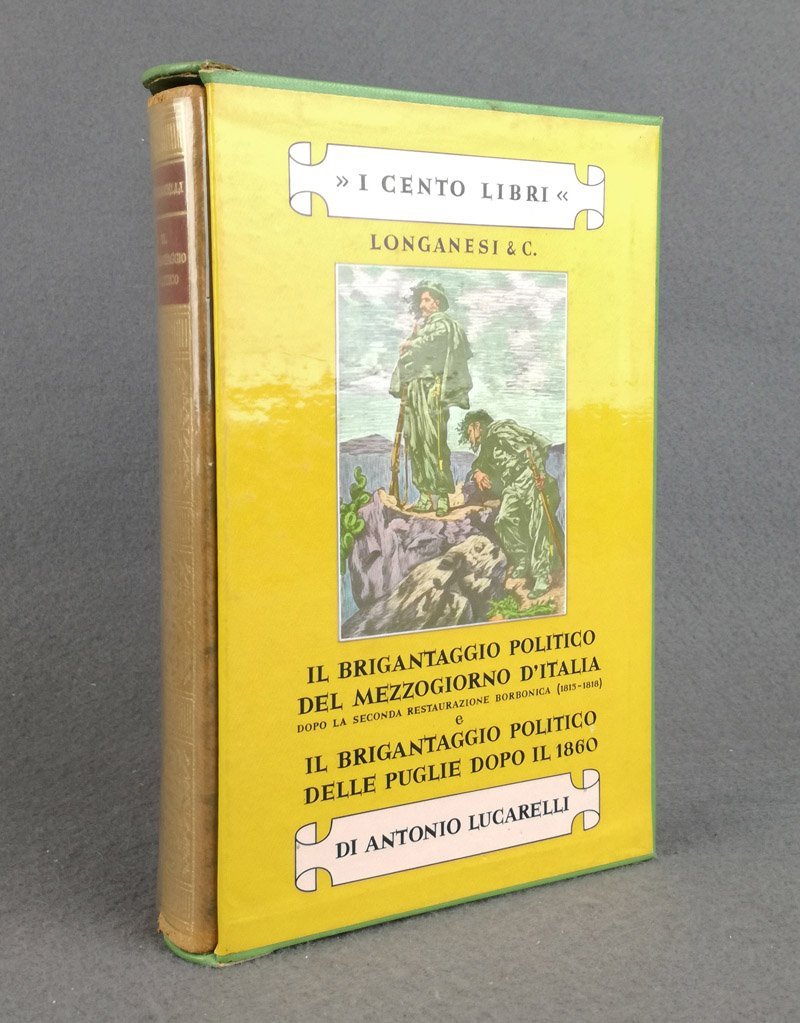 » I CENTO LIBRI «
LONGANESI & C.
IL BRIGANTAGGIO POLITICO
DEL MEZZOGIORNO D'ITALIA
DOPO LA SECONDA RESTAURAZIONE BORBONICA (1815-1818)
e
IL BRIGANTAGGIO POLITICO
DELLE PUGLIE DOPO IL 1860
DI ANTONIO LUCARELLI
IL